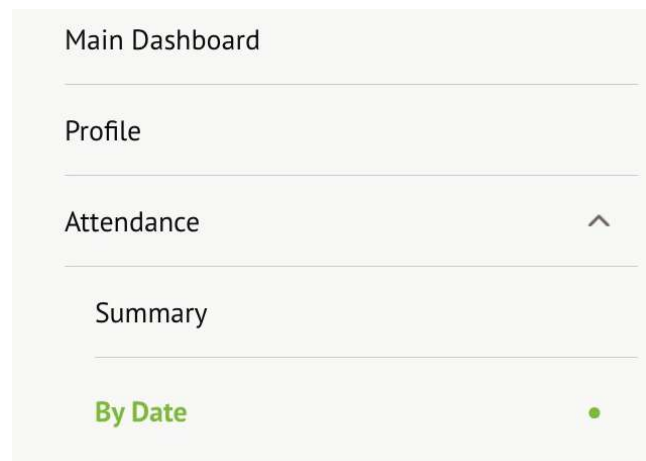 Main Dashboard
Profile
Attendance
Summary
By Date